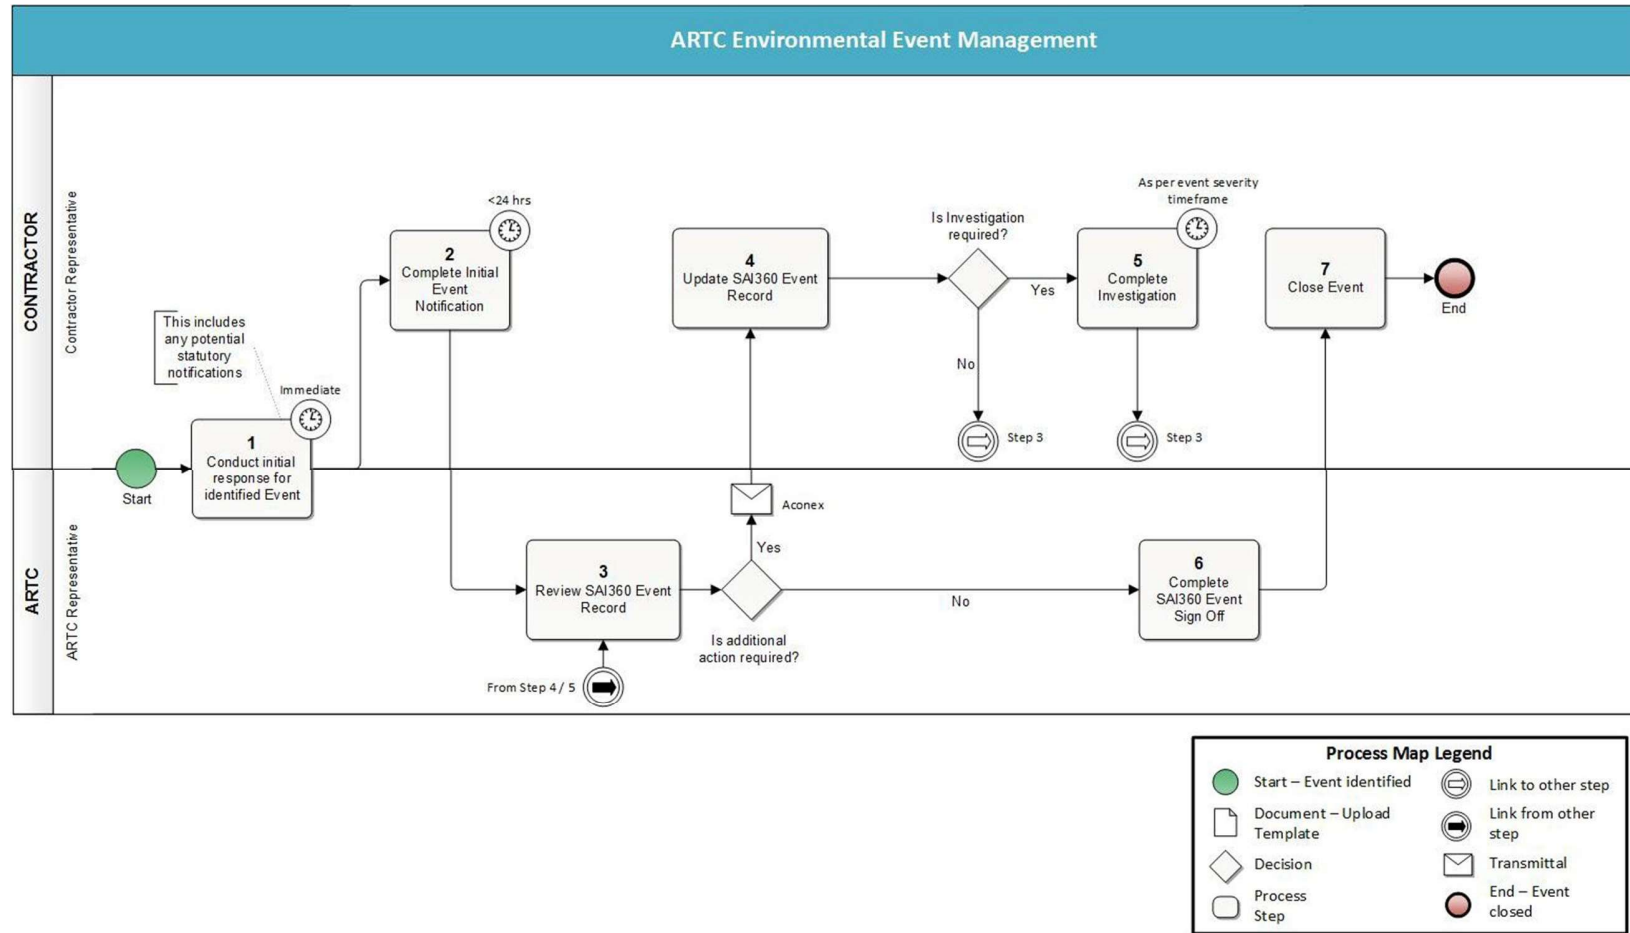 ARTC Environmental Event Management
CONTRACTOR
Contractor Representative
This includes
any potential
statutory
notifications
Immediate
1
Conduct initial
response for
identified Event
Start
<24 hrs
2
Complete Initial
Event
Notification
4
Update SAI360 Event
Record
Is Investigation
required?
Yes
No
Step 3
As per event severity
timeframe
5
Complete
Investigation
Step 3
7
Close Event
End
ARTC
ARTC Representative
3
Review SAI360 Event
Record
From Step 4 / 5
Aconex
Yes
Is additional
action required?
No
6
Complete
SAI360 Event
Sign Off
Process Map Legend
Start – Event identified
Document – Upload
Template
Decision
Process
Step
Link to other step
Link from other
step
Transmittal
End – Event
closed